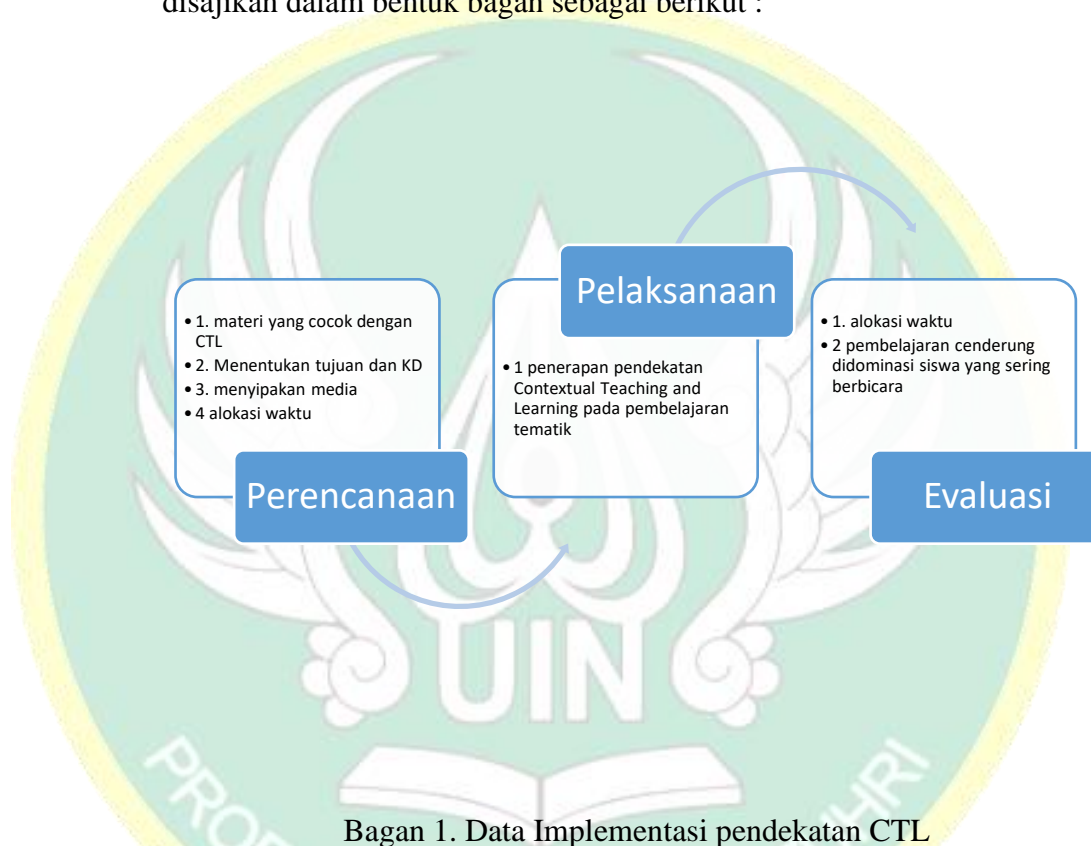 disajikan dalam bentuk bagan sebagai berikut :
• 1. materi yang cocok dengan
CTL
• 2. Menentukan tujuan dan KD
• 3. menyipakan media
• 4 alokasi waktu
Perencanaan
Pelaksanaan
• 1 penerapan pendekatan
Contextual Teaching and
Learning pada pembelajaran
tematik
• 1. alokasi waktu
• 2 pembelajaran cenderung
didominasi siswa yang sering
berbicara
Evaluasi
UIN
Bagan 1. Data Implementasi pendekatan CTL